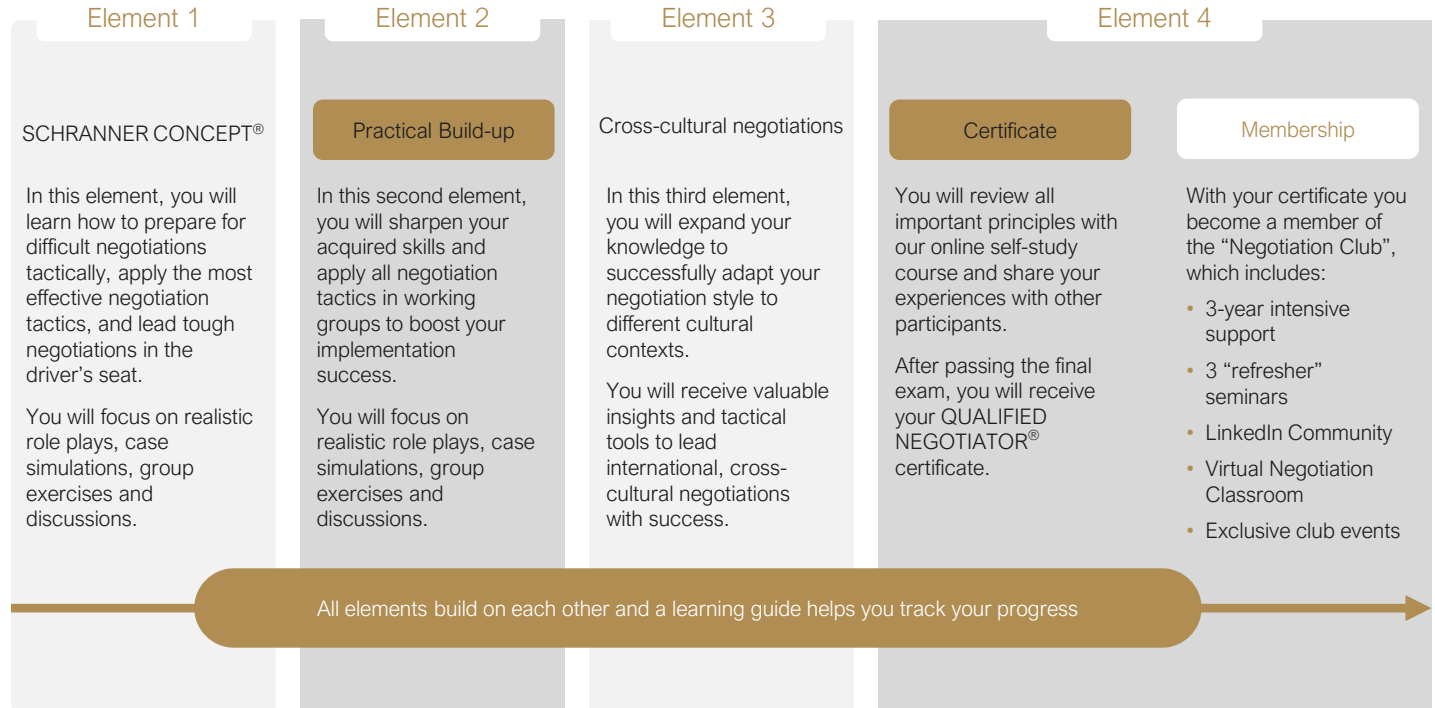 Element 1
SCHRANNER CONCEPT®
In this element, you will
learn how to prepare for
difficult negotiations
tactically, apply the most
effective negotiation
tactics, and lead tough
negotiations in the
driver's seat.
You will focus on realistic
role plays, case
simulations, group
exercises and
discussions.
Element 2
Practical Build-up
In this second element,
you will sharpen your
acquired skills and
apply all negotiation
tactics in working
groups to boost your
implementation
success.
You will focus on
realistic role plays, case
simulations, group
exercises and
discussions.
Element 3
Cross-cultural negotiations
In this third element,
you will expand your
knowledge to
successfully adapt your
negotiation style to
different cultural
contexts.
You will receive valuable
insights and tactical
tools to lead
international, cross-
cultural negotiations
with success.
Element 4
Certificate
You will review all
important principles with
our online self-study
course and share your
experiences with other
participants.
After passing the final
exam, you will receive
your QUALIFIED
NEGOTIATOR®
certificate.
Membership
With your certificate you
become a member of
the “Negotiation Club”,
which includes:
• 3-year intensive
support
• 3 “refresher”
seminars
• LinkedIn Community
• Virtual Negotiation
Classroom
• Exclusive club events
All elements build on each other and a learning guide helps you track your progress